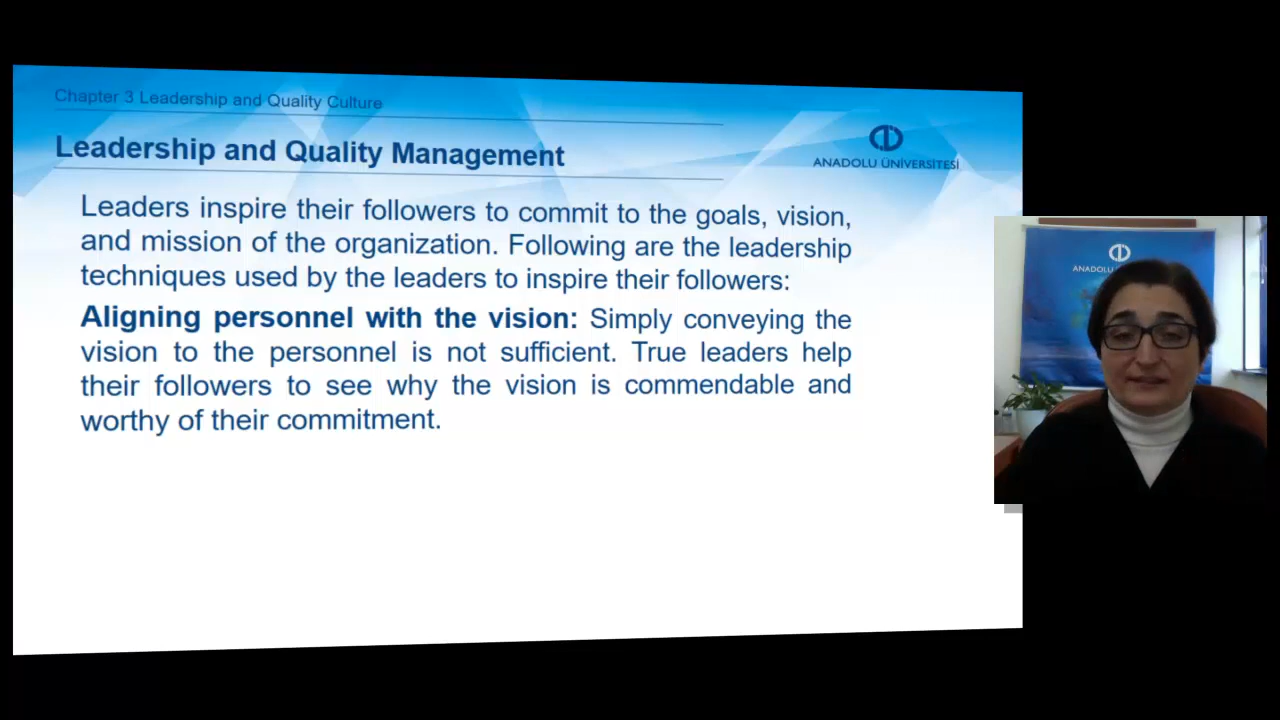 Chapter 3 Leadership and Quality Culture
Leadership and Quality Management
ANADOLU ÜNİVERSİTESİ
Leaders inspire their followers to commit to the goals, vision,
and mission of the organization. Following are the leadership
techniques used by the leaders to inspire their followers:
Aligning personnel with the vision: Simply conveying the
vision to the personnel is not sufficient. True leaders help
their followers to see why the vision is commendable and
worthy of their commitment.
ANADOLU